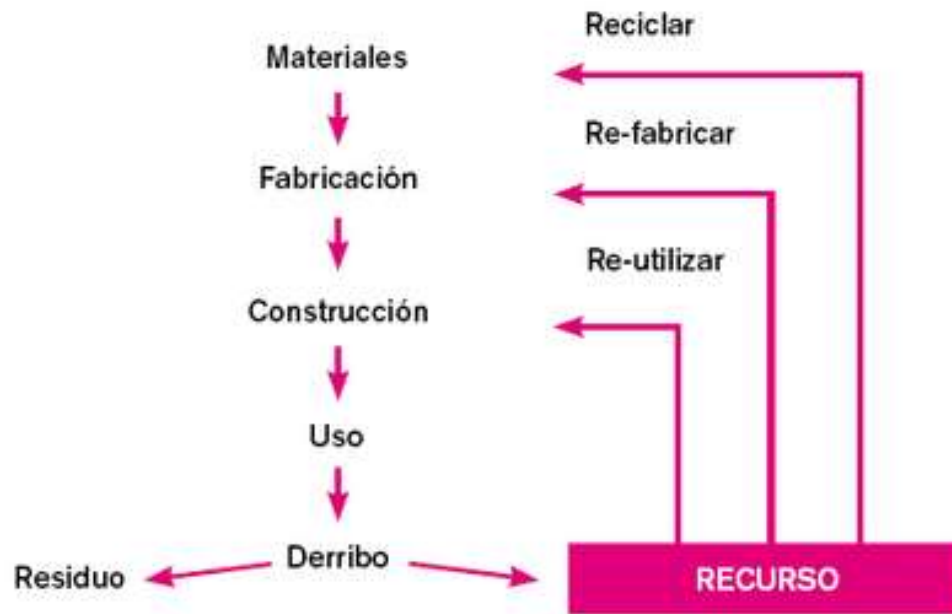 Reciclar
Materiales
Re-fabricar
Fabricación
Re-utilizar
Construcción
Uso
Derribo
Residuo
RECURSO